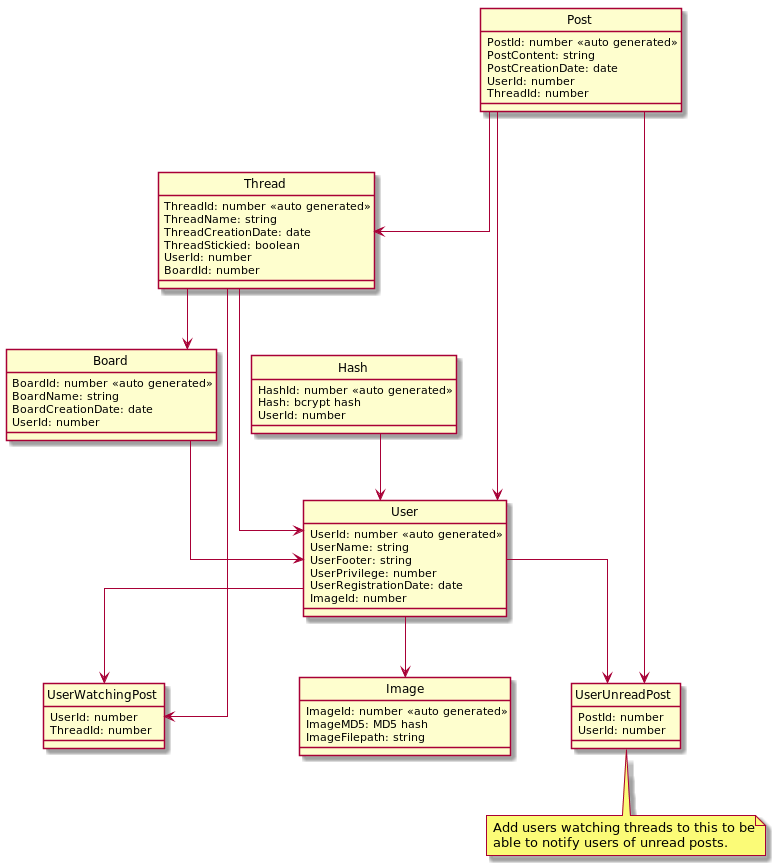 Post
PostId: number «auto generated»
PostContent: string
PostCreationDate: date
UserId: number
ThreadId: number
Thread
ThreadId: number «auto generated»
ThreadName: string
ThreadCreationDate: date
ThreadStickied: boolean
UserId: number
BoardId: number
Board
BoardId: number «auto generated»
BoardName: string
BoardCreationDate: date
UserId: number
Hash
HashId: number «auto generated»
Hash: bcrypt hash
UserId: number
User
UserId: number «auto generated»
UserName: string
UserFooter: string
UserPrivilege: number
UserRegistrationDate: date
ImageId: number
UserWatchingPost
UserId: number
ThreadId: number
Image
ImageId: number «auto generated»
ImageMD5: MD5 hash
ImageFilepath: string
UserUnreadPost
PostId: number
UserId: number
Add users watching threads to this to be
able to notify users of unread posts.